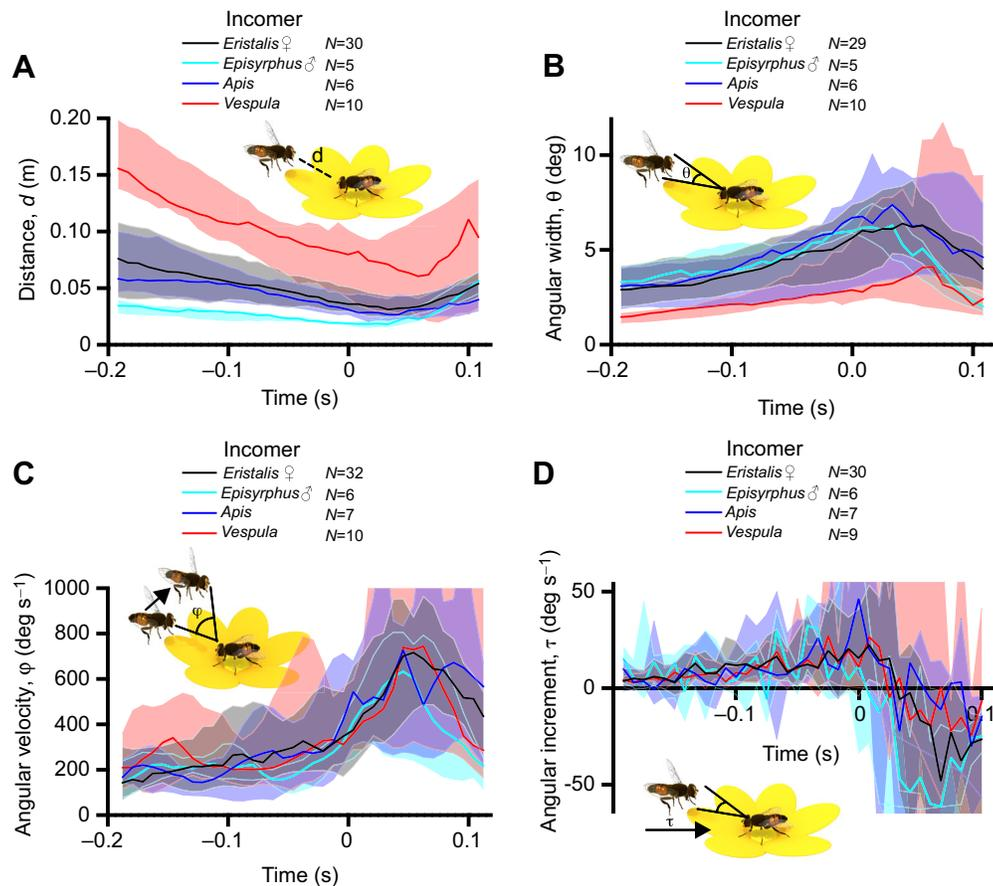 A
Incomer
Eristalis♀ N=30
Episyrphus♂ N=5
Apis N=6
Vespula N=10
Distance, d (m)
0.20
0.15
0.10
0.05
0
d
–0.2 –0.1 0 0.1
Time (s)
B
Incomer
Eristalis♀ N=29
Episyrphus♂ N=5
Apis N=6
Vespula N=10
Angular width, θ (deg)
10
5
0
θ
–0.2 –0.1 0.0 0.1
Time (s)
C
Incomer
Eristalis♀ N=32
Episyrphus♂ N=6
Apis N=7
Vespula N=10
Angular velocity, φ (deg s⁻¹)
1000
800
600
400
200
0
φ
–0.2 –0.1 0 0.1
Time (s)
D
Incomer
Eristalis♀ N=30
Episyrphus♂ N=6
Apis N=7
Vespula N=9
Angular increment, τ (deg s⁻¹)
50
0
-50
–0.1 0 0.1
Time (s)
τ